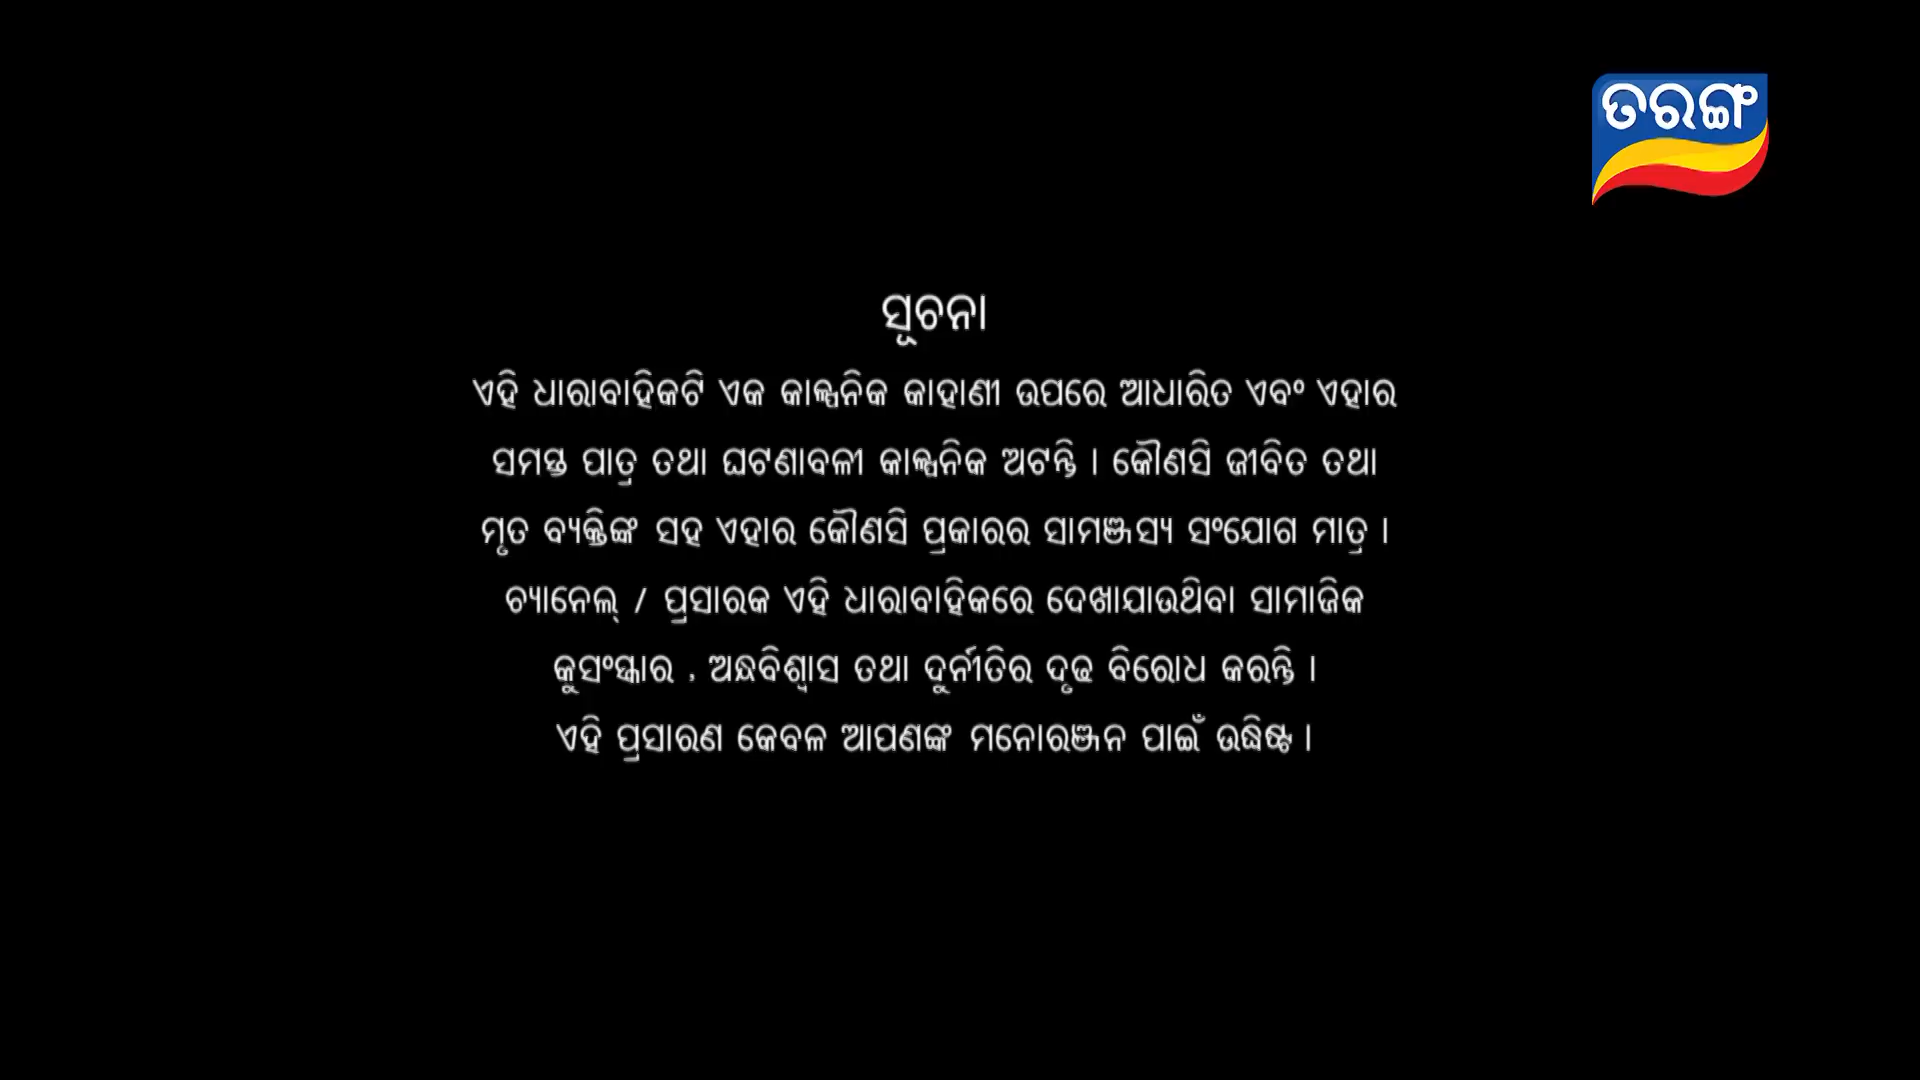 ତରଙ୍ଗ
ସୂଚନା
ଏହି ଧାରାବାହିକଟି ଏକ କାଳ୍ପନିକ କାହାଣୀ ଉପରେ ଆଧାରିତ ଏବଂ ଏହାର
ସମସ୍ତ ପାତ୍ର ତଥା ଘଟଣାବଳୀ କାଳ୍ପନିକ ଅଟନ୍ତି । କୌଣସି ଜୀବିତ ତଥା
ମୃତ ବ୍ୟକ୍ତିଙ୍କ ସହ ଏହାର କୌଣସି ପ୍ରକାରର ସାମଞ୍ଜସ୍ୟ ସଂଯୋଗ ମାତ୍ର ।
ଚ୍ୟାନେଲ୍ / ପ୍ରସାରକ ଏହି ଧାରାବାହିକରେ ଦେଖାଯାଉଥିବା ସାମାଜିକ
କୁସଂସ୍କାର , ଅନ୍ଧବିଶ୍ୱାସ ତଥା ଦୁର୍ନୀତିର ଦୃଢ ବିରୋଧ କରନ୍ତି ।
ଏହି ପ୍ରସାରଣ କେବଳ ଆପଣଙ୍କ ମନୋରଞ୍ଜନ ପାଇଁ ଉଦ୍ଧିଷ୍ଟ ।